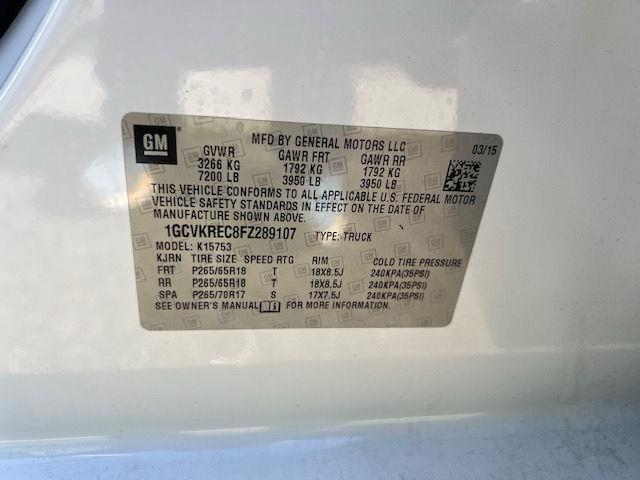 GM
MFD BY GENERAL MOTORS LLC
03/15
GVWR GAWR FRT GAWR RR
3266 KG 1792 KG 1792 KG
7200 LB 3950 LB 3950 LB
THIS VEHICLE CONFORMS TO ALL APPLICABLE U.S. FEDERAL MOTOR
VEHICLE SAFETY STANDARDS IN EFFECT ON THE DATE OF
MANUFACTURE SHOWN ABOVE.
1GCVKREC8FZ289107 TYPE: TRUCK
MODEL: K15753
KJRN TIRE SIZE SPEED RTG RIM COLD TIRE PRESSURE
FRT P265/65R18 T 18X8.5J 240KPA(35PSI)
RR P265/65R18 T 18X8.5J 240KPA(35PSI)
SPA P265/70R17 S 17X7.5J 240KPA(35PSI)
SEE OWNER'S MANUAL FOR MORE INFORMATION.